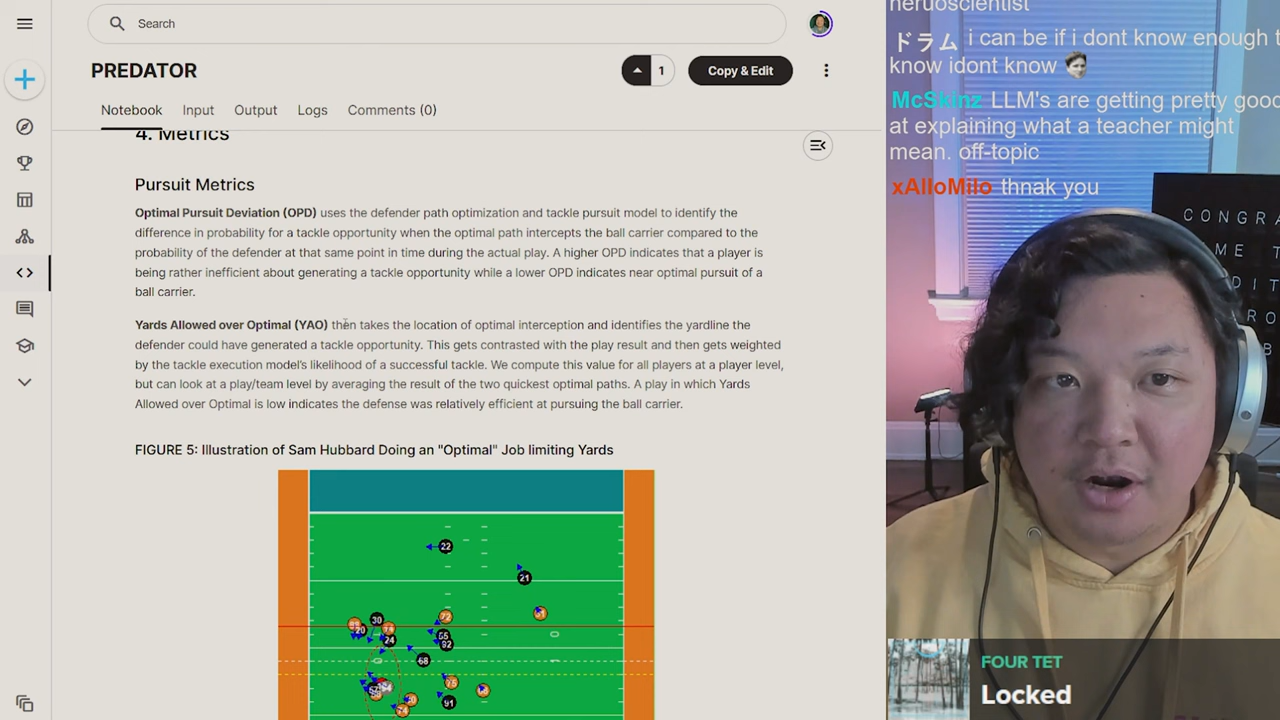 Search
PREDATOR
1
Copy & Edit
Notebook
Input
Output
Logs
Comments (0)
4. Metrics
Pursuit Metrics
Optimal Pursuit Deviation (OPD) uses the defender path optimization and tackle pursuit model to identify the
difference in probability for a tackle opportunity when the optimal path intercepts the ball carrier compared to the
probability of the defender at that same point in time during the actual play. A higher OPD indicates that a player is
being rather inefficient about generating a tackle opportunity while a lower OPD indicates near optimal pursuit of a
ball carrier.
Yards Allowed over Optimal (YAO) then takes the location of optimal interception and identifies the yardline the
defender could have generated a tackle opportunity. This gets contrasted with the play result and then gets weighted
by the tackle execution model's likelihood of a successful tackle. We compute this value for all players at a player level,
but can look at a play/team level by averaging the result of the two quickest optimal paths. A play in which Yards
Allowed over Optimal is low indicates the defense was relatively efficient at pursuing the ball carrier.
FIGURE 5: Illustration of Sam Hubbard Doing an "Optimal" Job limiting Yards
22
21
30
20
24
55
92
68
91
neruoscientist
ドラム i can be if i dont know enough t
know idont know
McSkinz LLM's are getting pretty good
at explaining what a teacher might
mean. off-topic
xAlloMilo thnak you
CONGRA
ME T
DIT
RO
B
FOUR TET
Locked